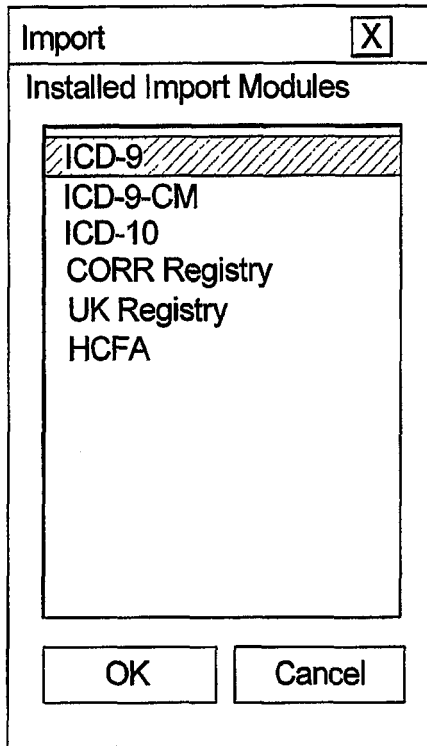 Import X
Installed Import Modules
ICD-9
ICD-9-CM
ICD-10
CORR Registry
UK Registry
HCFA
OK Cancel